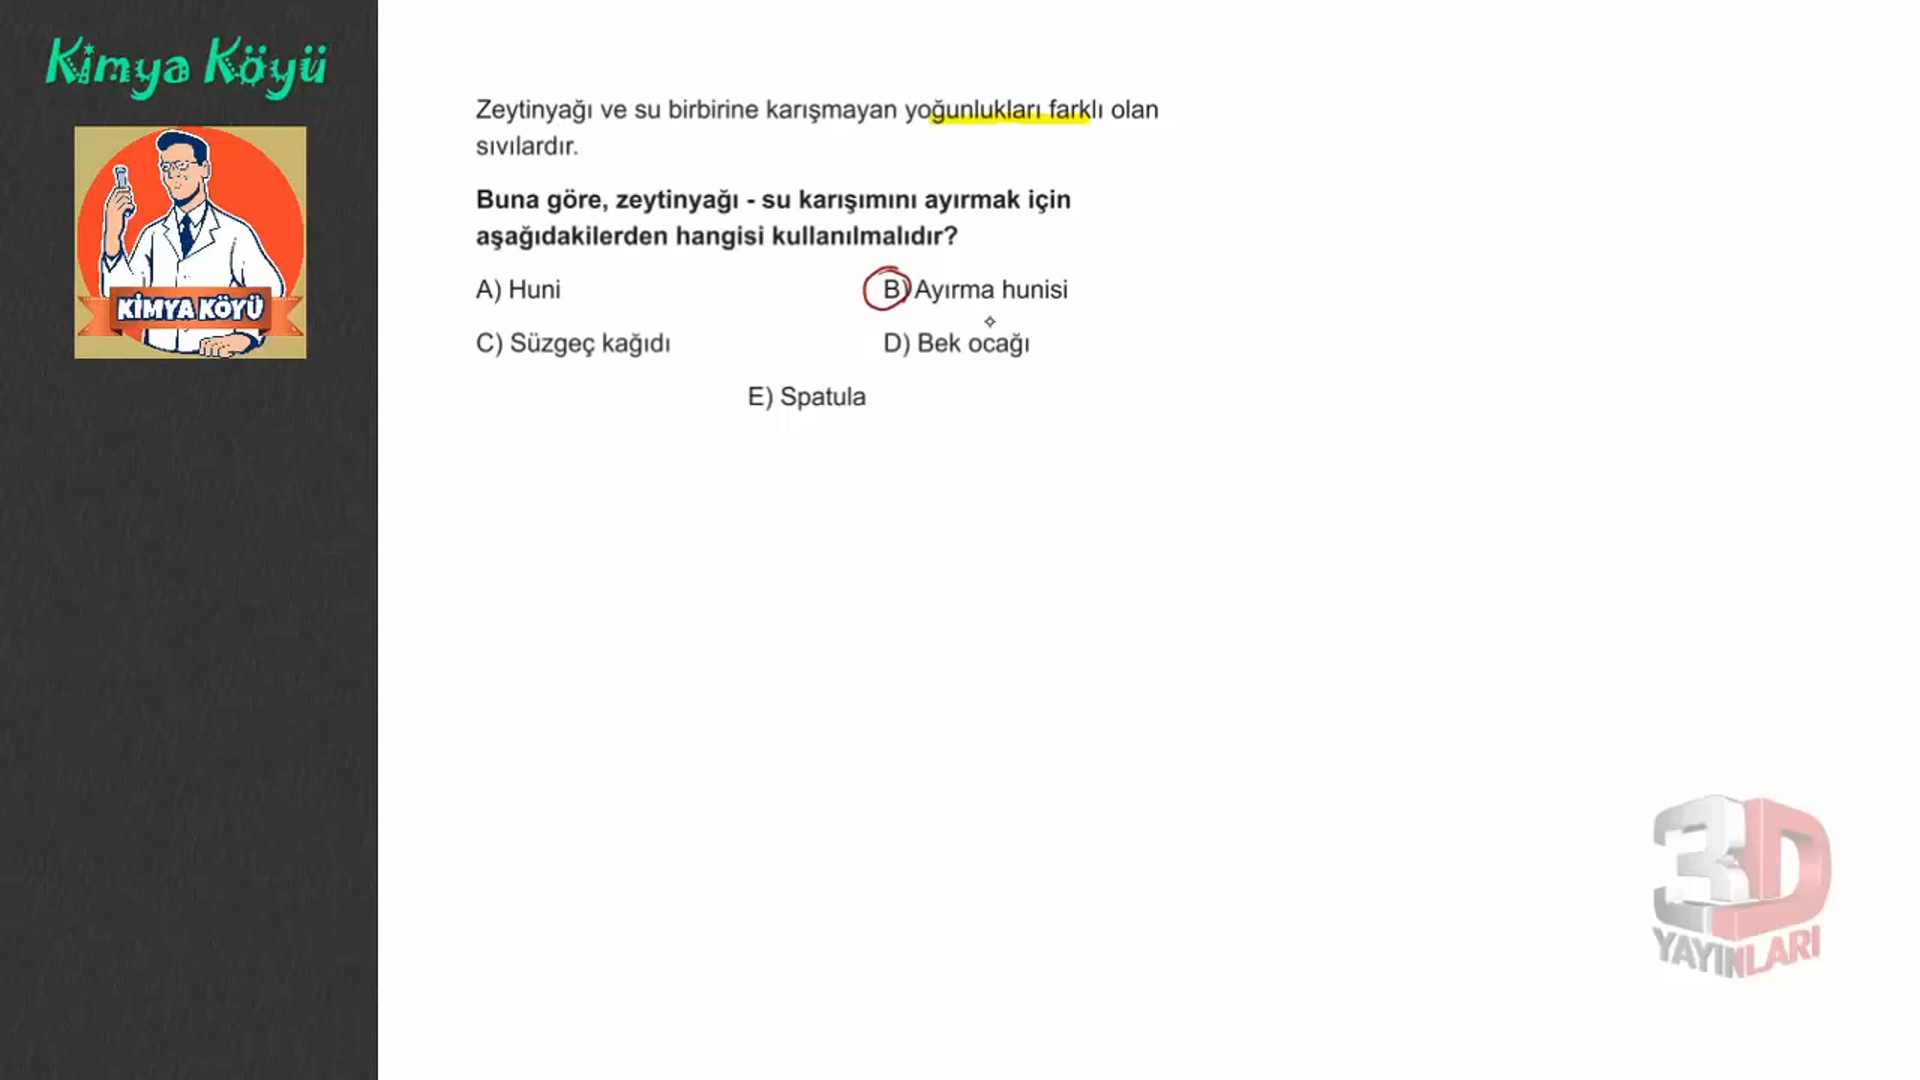 Kimya Köyü
KİMYA KÖYÜ
Zeytinyağı ve su birbirine karışmayan yoğunlukları farklı olan
sıvılardır.
Buna göre, zeytinyağı - su karışımını ayırmak için
aşağıdakilerden hangisi kullanılmalıdır?
A) Huni
B) Ayırma hunisi
C) Süzgeç kağıdı
D) Bek ocağı
E) Spatula
3D
YAYINLARI